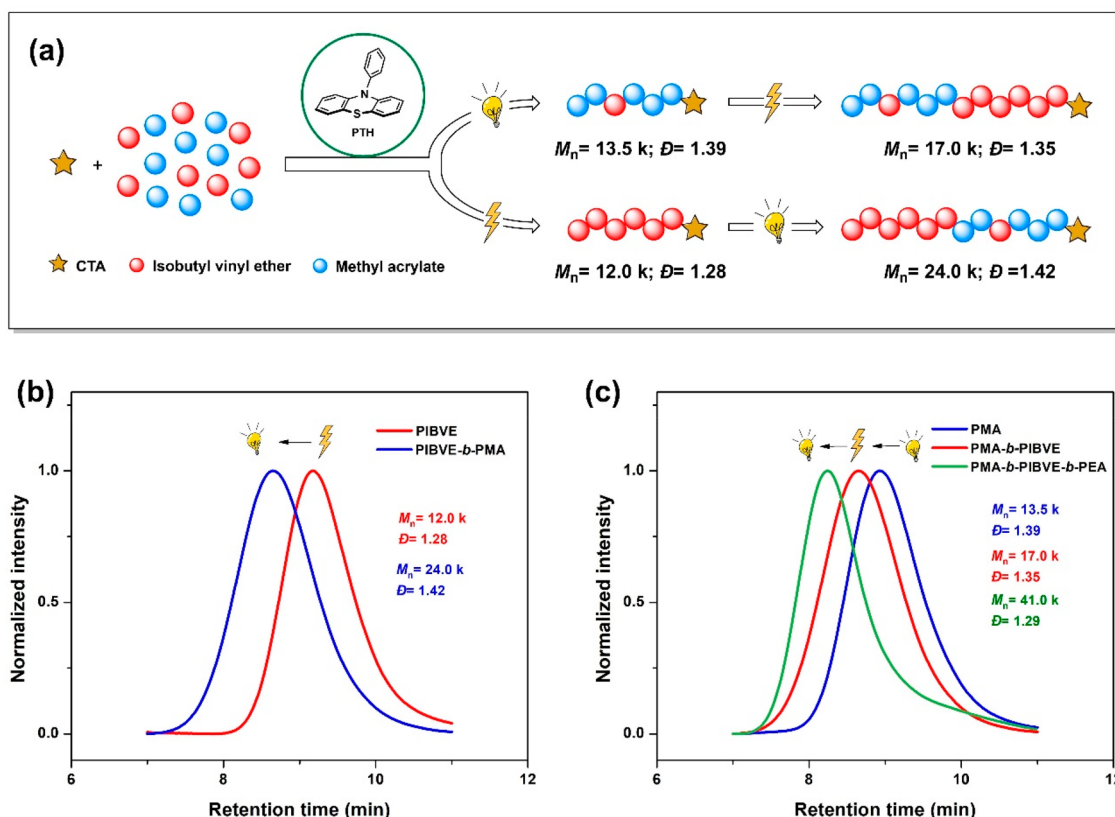 (a)
N
S
PTH
+
Mn= 13.5 k; Đ= 1.39
Mn= 17.0 k; Đ= 1.35
Mn= 12.0 k; Đ= 1.28
Mn= 24.0 k; Đ =1.42
CTA
Isobutyl vinyl ether
Methyl acrylate
(b)
PIBVE
PIBVE-b-PMA
Mn= 12.0 k
Đ= 1.28
Mn= 24.0 k
Đ= 1.42
1.0
0.5
0.0
Normalized intensity
6
8
10
12
Retention time (min)
(c)
PMA
PMA-b-PIBVE
PMA-b-PIBVE-b-PEA
Mn= 13.5 k
Đ= 1.39
Mn= 17.0 k
Đ= 1.35
Mn= 41.0 k
Đ= 1.29
1.0
0.5
0.0
Normalized intensity
6
8
10
12
Retention time (min)